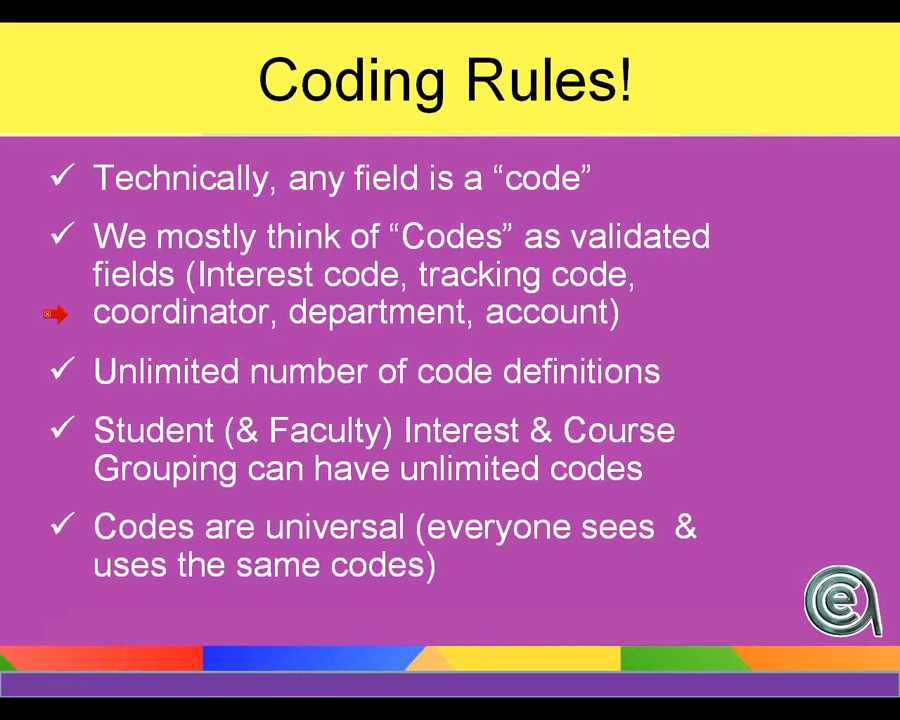 Coding Rules!
✓ Technically, any field is a “code”
✓ We mostly think of “Codes” as validated
fields (Interest code, tracking code,
coordinator, department, account)
✓ Unlimited number of code definitions
✓ Student (& Faculty) Interest & Course
Grouping can have unlimited codes
✓ Codes are universal (everyone sees & 
uses the same codes)